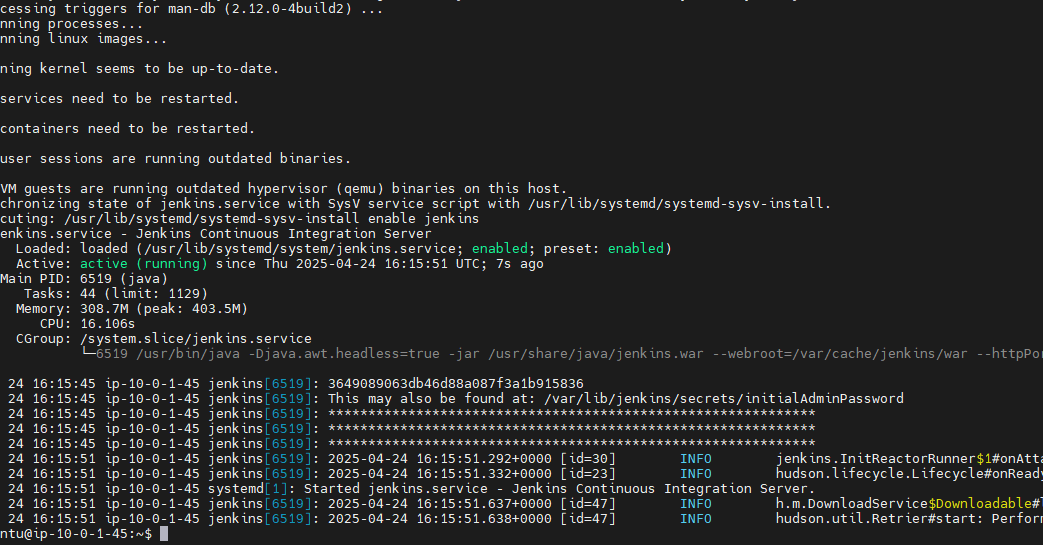 cessing triggers for man-db (2.12.0-4build2) ...
nning processes...
nning linux images...
ning kernel seems to be up-to-date.
services need to be restarted.
containers need to be restarted.
user sessions are running outdated binaries.
VM guests are running outdated hypervisor (qemu) binaries on this host.
chronizing state of jenkins.service with SysV service script with /usr/lib/systemd/systemd-sysv-install.
cuting: /usr/lib/systemd/systemd-sysv-install enable jenkins
enkins.service - Jenkins Continuous Integration Server
Loaded: loaded (/usr/lib/systemd/system/jenkins.service; enabled; preset: enabled)
Active: active (running) since Thu 2025-04-24 16:15:51 UTC; 7s ago
Main PID: 6519 (java)
Tasks: 44 (limit: 1129)
Memory: 308.7M (peak: 403.5M)
CPU: 16.106s
CGroup: /system.slice/jenkins.service
└─6519 /usr/bin/java -Djava.awt.headless=true -jar /usr/share/java/jenkins.war --webroot=/var/cache/jenkins/war --httpPor
24 16:15:45 ip-10-0-1-45 jenkins[6519]: 3649089063db46d88a087f3a1b915836
24 16:15:45 ip-10-0-1-45 jenkins[6519]: This may also be found at: /var/lib/jenkins/secrets/initialAdminPassword
24 16:15:45 ip-10-0-1-45 jenkins[6519]: *************************************************************
24 16:15:45 ip-10-0-1-45 jenkins[6519]: *************************************************************
24 16:15:45 ip-10-0-1-45 jenkins[6519]: *************************************************************
24 16:15:51 ip-10-0-1-45 jenkins[6519]: 2025-04-24 16:15:51.292+0000 [id=30] INFO jenkins.InitReactorRunner$1#onAtta
24 16:15:51 ip-10-0-1-45 jenkins[6519]: 2025-04-24 16:15:51.332+0000 [id=23] INFO hudson.lifecycle.Lifecycle#onReady
24 16:15:51 ip-10-0-1-45 systemd[1]: Started jenkins.service - Jenkins Continuous Integration Server.
24 16:15:51 ip-10-0-1-45 jenkins[6519]: 2025-04-24 16:15:51.637+0000 [id=47] INFO h.m.DownloadService$Downloadable#l
24 16:15:51 ip-10-0-1-45 jenkins[6519]: 2025-04-24 16:15:51.638+0000 [id=47] INFO hudson.util.Retrier#start: Perfor
ntu@ip-10-0-1-45:~$